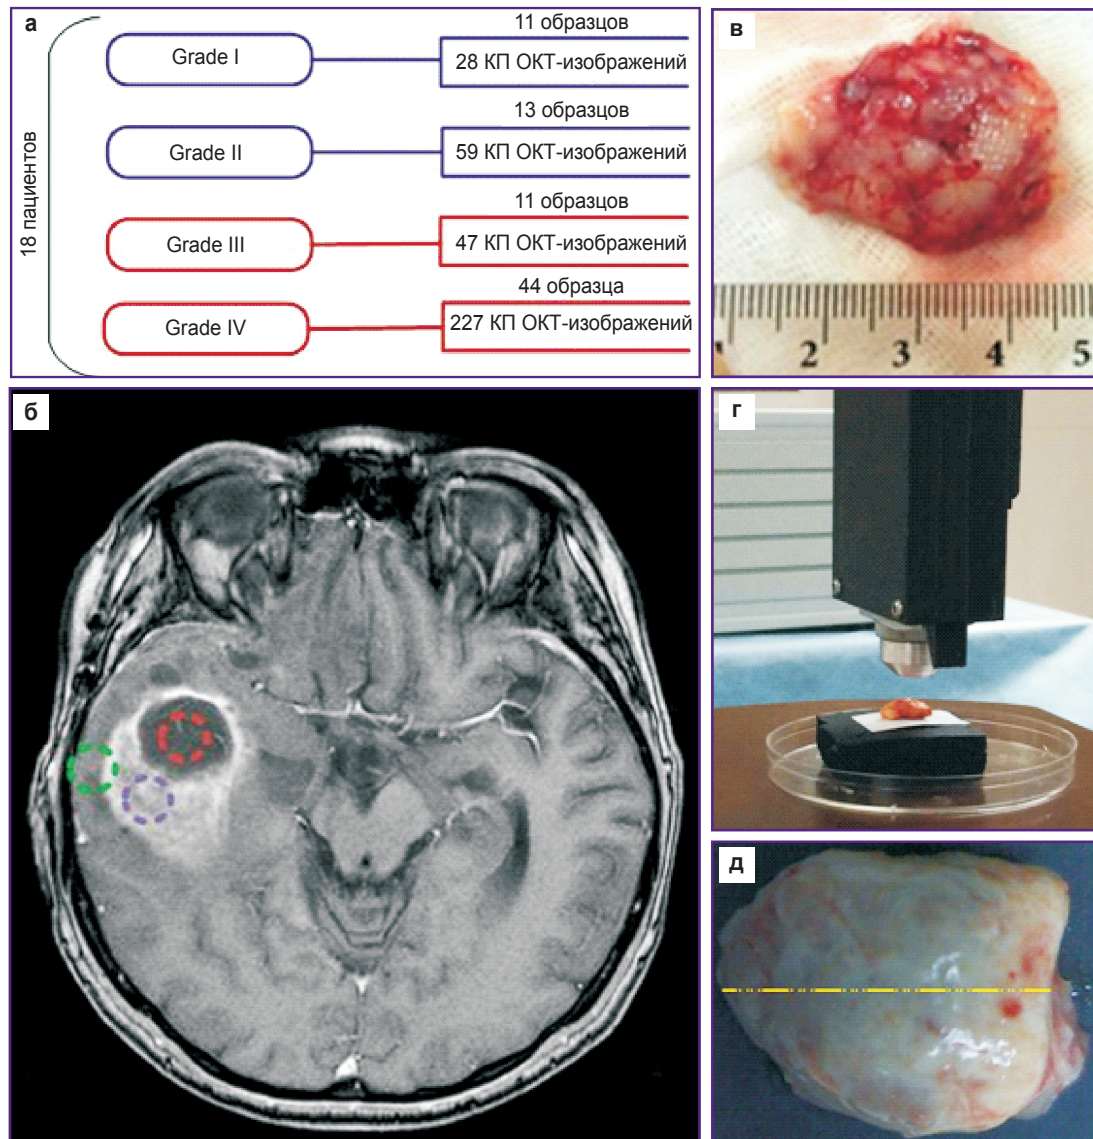 а
18 пациентов
Grade I
11 образцов
28 КП ОКТ-изображений
Grade II
13 образцов
59 КП ОКТ-изображений
Grade III
11 образцов
47 КП ОКТ-изображений
Grade IV
44 образца
227 КП ОКТ-изображений
в
1 2 3 4 5
б
г
д